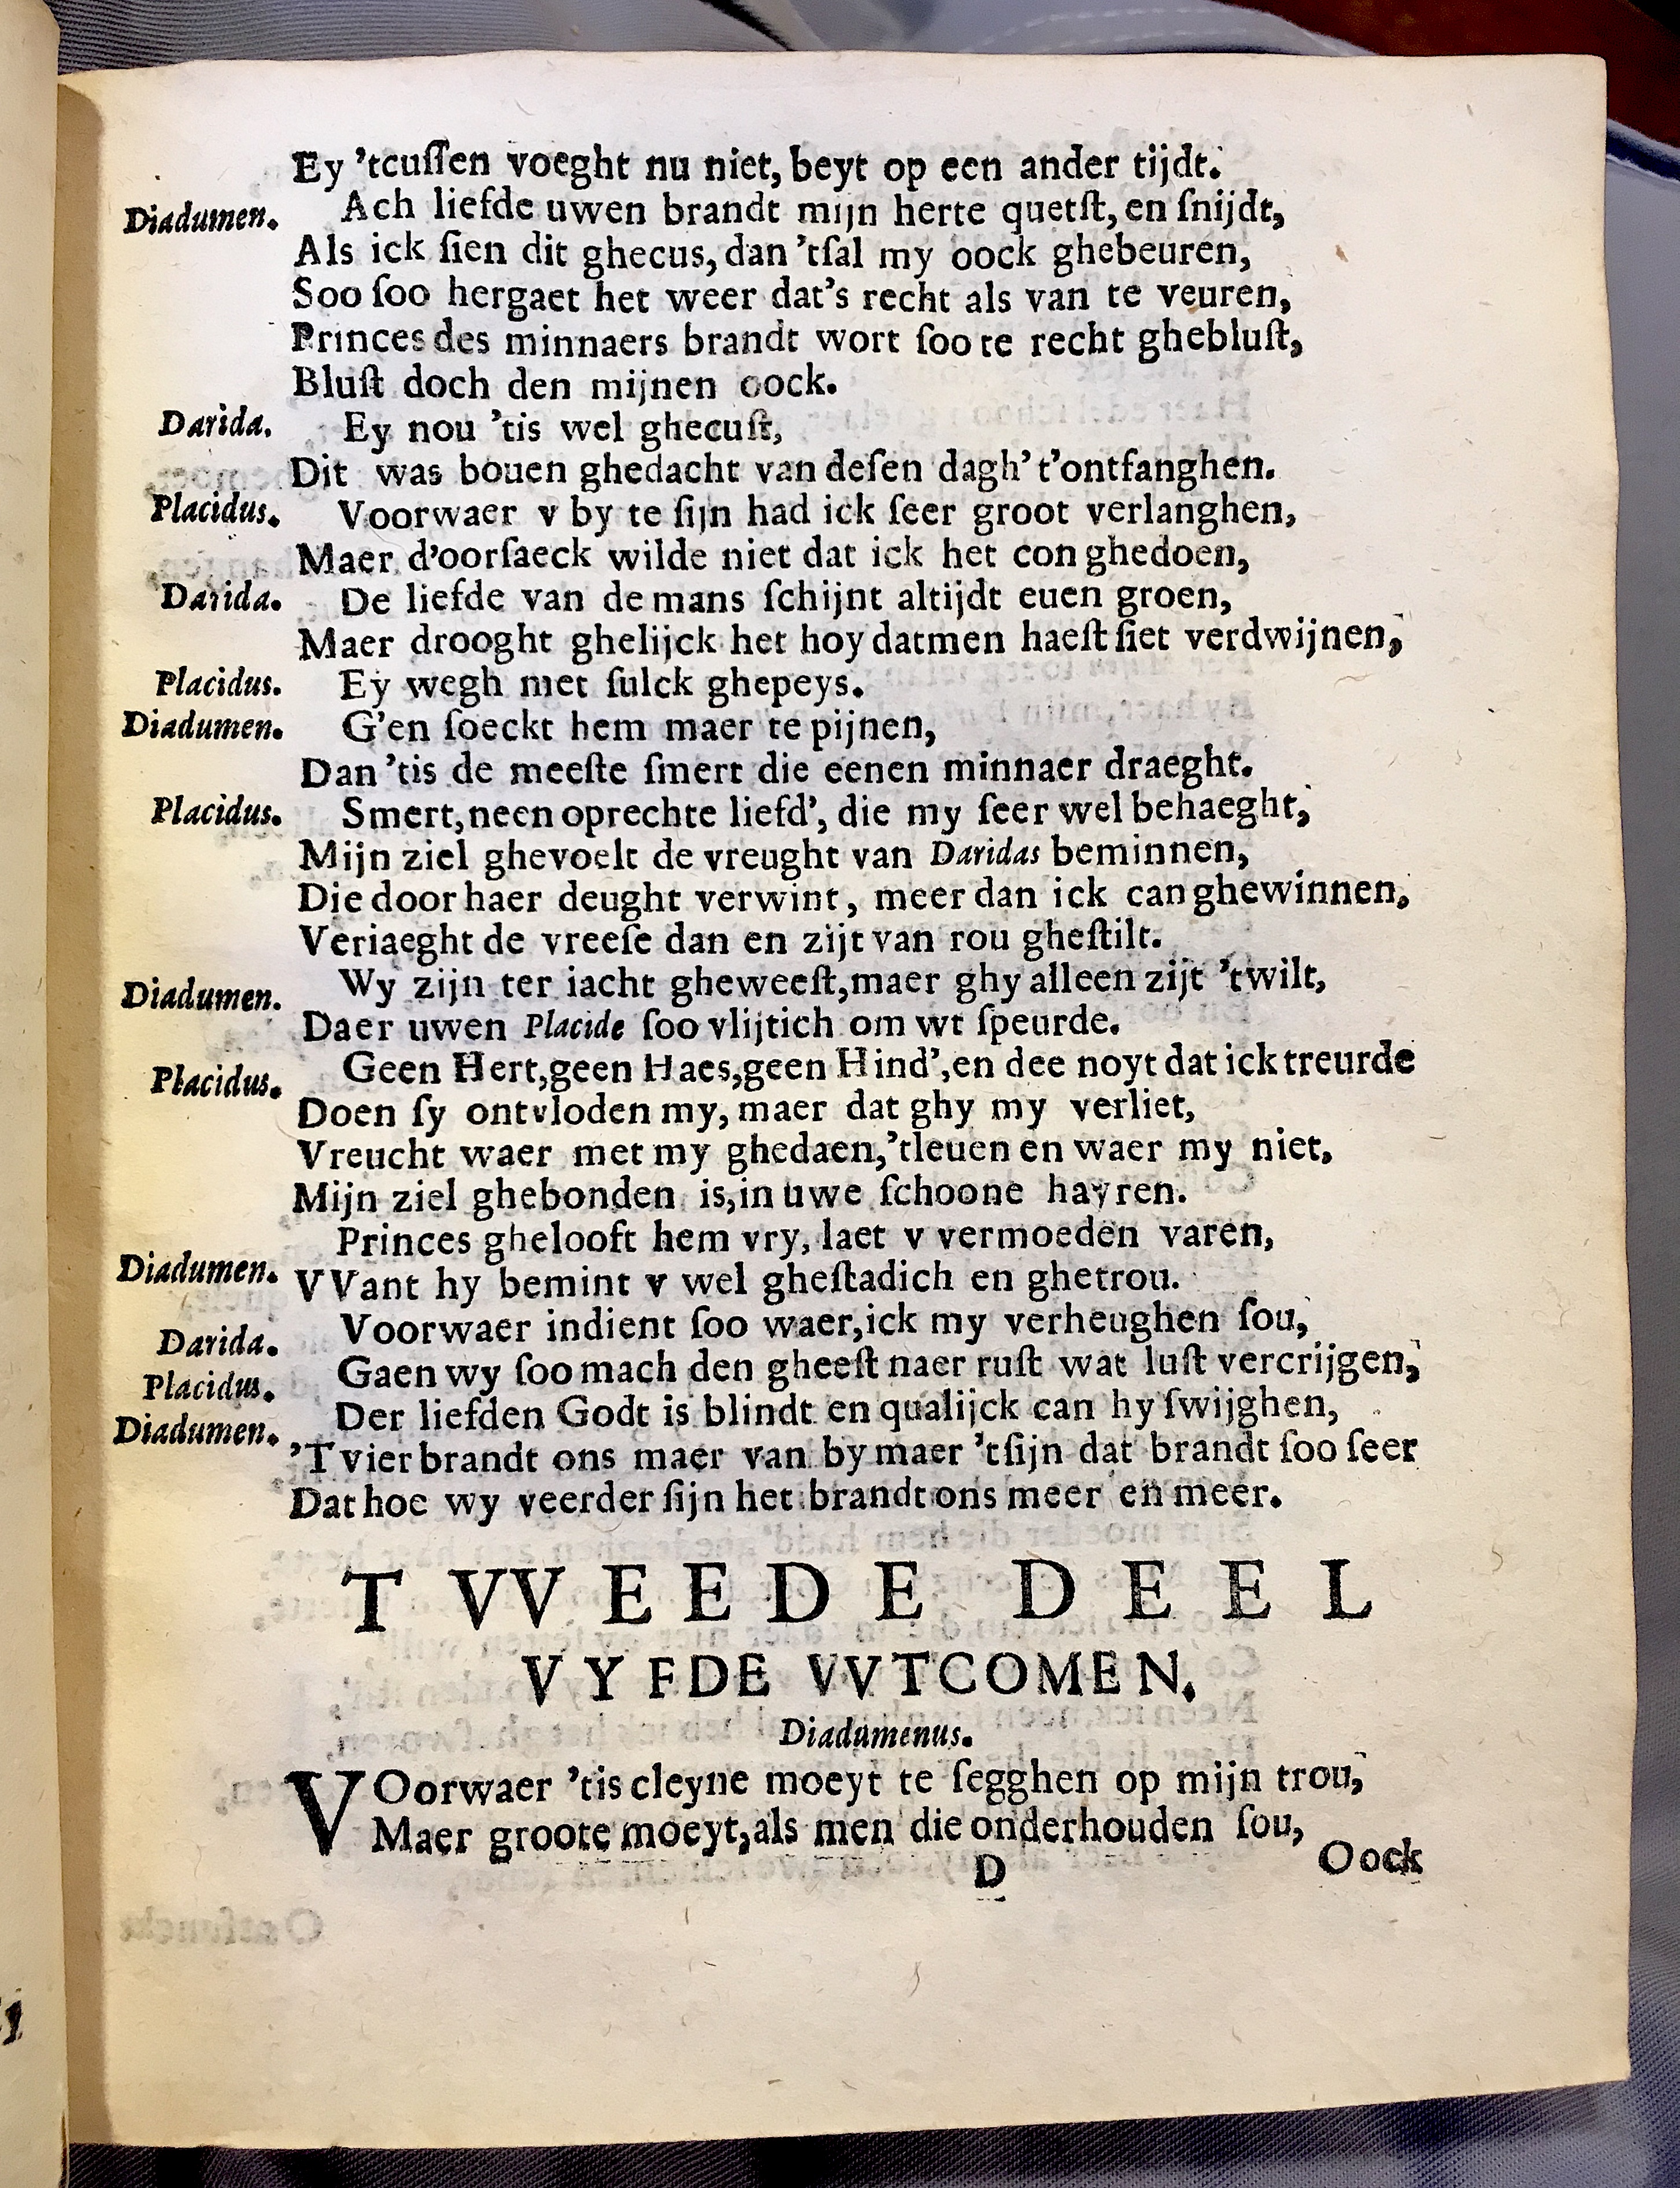 Ey 'tcuſſen voeght nu niet, beyt op een ander tijdt.
Diadumen. Ach liefde uwen brandt mijn herte quetſt, en ſnijdt,
Als ick ſien dit ghecus, dan 'tſal my oock ghebeuren,
Soo ſoo hergaet het weer dat's recht als van te veuren,
Princes des minnaers brandt wort ſoo te recht ghebluſt,
Bluſt doch den mijnen oock.
Darida. Ey nou 'tis wel ghecuſt,
Dit was bouen ghedacht van deſen dagh' t'ontfanghen.
Placidus. Voorwaer v by te ſijn had ick ſeer groot verlanghen,
Maer d'oorſaeck wilde niet dat ick het con ghedoen,
Darida. De liefde van de mans ſchijnt altijdt euen groen,
Maer drooght ghelijck het hoy datmen haeſt ſiet verdwijnen,
Placidus. Ey wegh met ſulck ghepeys.
Diadumen. G'en ſoeckt hem maer te pijnen,
Dan 'tis de meeſte ſmert die eenen minnaer draeght.
Placidus. Smert, neen oprechte liefd', die my ſeer wel behaeght,
Mijn ziel ghevoelt de vreught van Daridas beminnen,
Die door haer deught verwint, meer dan ick can ghewinnen,
Veriaeght de vreeſe dan en zijt van rou gheſtilt.
Diadumen. Wy zijn ter iacht gheweeſt, maer ghy alleen zijt 'twilt,
Daer uwen Placide ſoo vlijtich om wt ſpeurde.
Placidus. Geen Hert, geen Haes, geen Hind', en dee noyt dat ick treurde
Doen ſy ontvloden my, maer dat ghy my verliet,
Vreucht waer met my ghedaen, 'tleuen en waer my niet,
Mijn ziel ghebonden is, in uwe ſchoone hayren.
Diadumen. Princes ghelooft hem vry, laet v vermoeden varen,
VVant hy bemint v wel gheſtadich en ghetrou.
Darida. Voorwaer indient ſoo waer, ick my verheughen ſou,
Placidus. Gaen wy ſoo mach den gheeſt naer ruſt wat luſt vercrijgen,
Diadumen. Der liefden Godt is blindt en qualijck can hy ſwijghen,
'T vier brandt ons maer van by maer 'tſijn dat brandt ſoo ſeer
Dat hoe wy veerder ſijn het brandt ons meer en meer.
TVVEEDE DEEL
VYFDE VVTCOMEN.
Diadumenus.
VOorwaer 'tis cleyne moeyt te ſegghen op mijn trou,
Maer groote moeyt, als men die onderhouden ſou,
D Oock